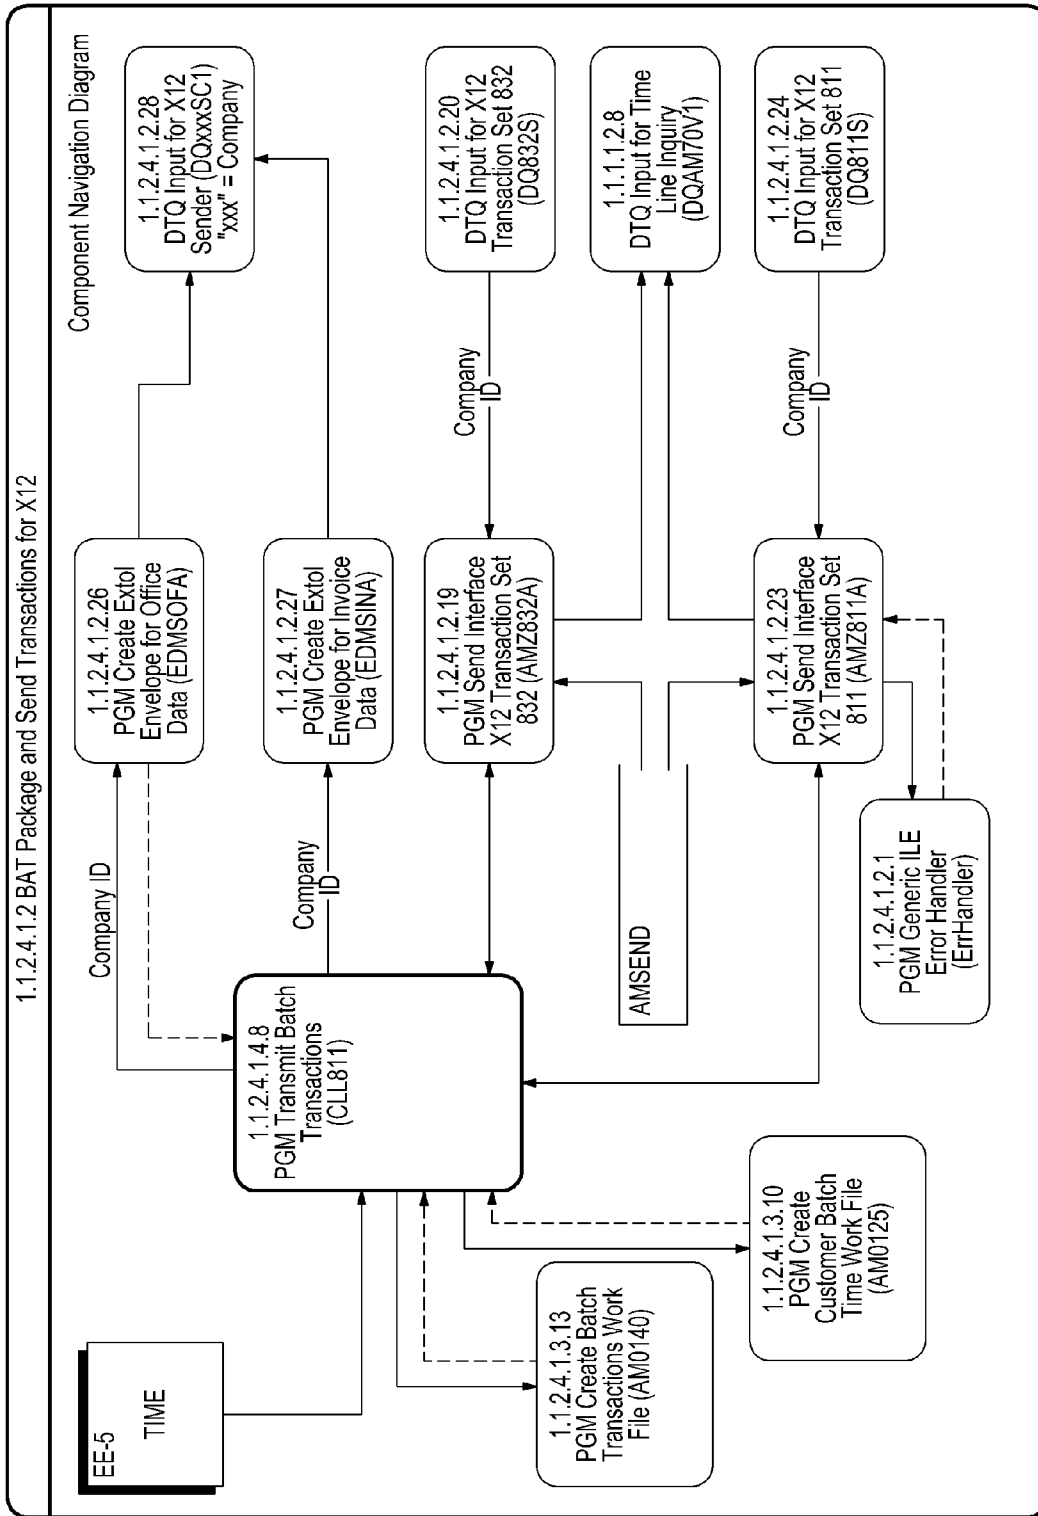 1.1.2.4.1.2 BAT Package and Send Transactions for X12
Component Navigation Diagram
EE-5
TIME
1.1.2.4.1.3.13
PGM Create Batch
Transactions Work
File (AM0140)
1.1.2.4.1.3.10
PGM Create
Customer Batch
Time Work File
(AM0125)
1.1.2.4.1.4.8
PGM Transmit Batch
Transactions
(CLL811)
Company ID
Company
ID
AMSEND
1.1.2.4.1.2.1
PGM Generic ILE
Error Handler
(ErrHandler)
1.1.2.4.1.2.26
PGM Create Extol
Envelope for Office
Data (EDMSOFA)
1.1.2.4.1.2.27
PGM Create Extol
Envelope for Invoice
Data (EDMSINA)
1.1.2.4.1.2.19
PGM Send Interface
X12 Transaction Set
832 (AMZ832A)
1.1.2.4.1.2.23
PGM Send Interface
X12 Transaction Set
811 (AMZ811A)
Company
ID
Company
ID
1.1.2.4.1.2.28
DTQ Input for X12
Sender (DQxxxSC1)
"xxx" = Company
1.1.2.4.1.2.20
DTQ Input for X12
Transaction Set 832
(DQ832S)
1.1.1.1.2.8
DTQ Input for Time
Line Inquiry
(DQAM70V1)
1.1.2.4.1.2.24
DTQ Input for X12
Transaction Set 811
(DQ811S)